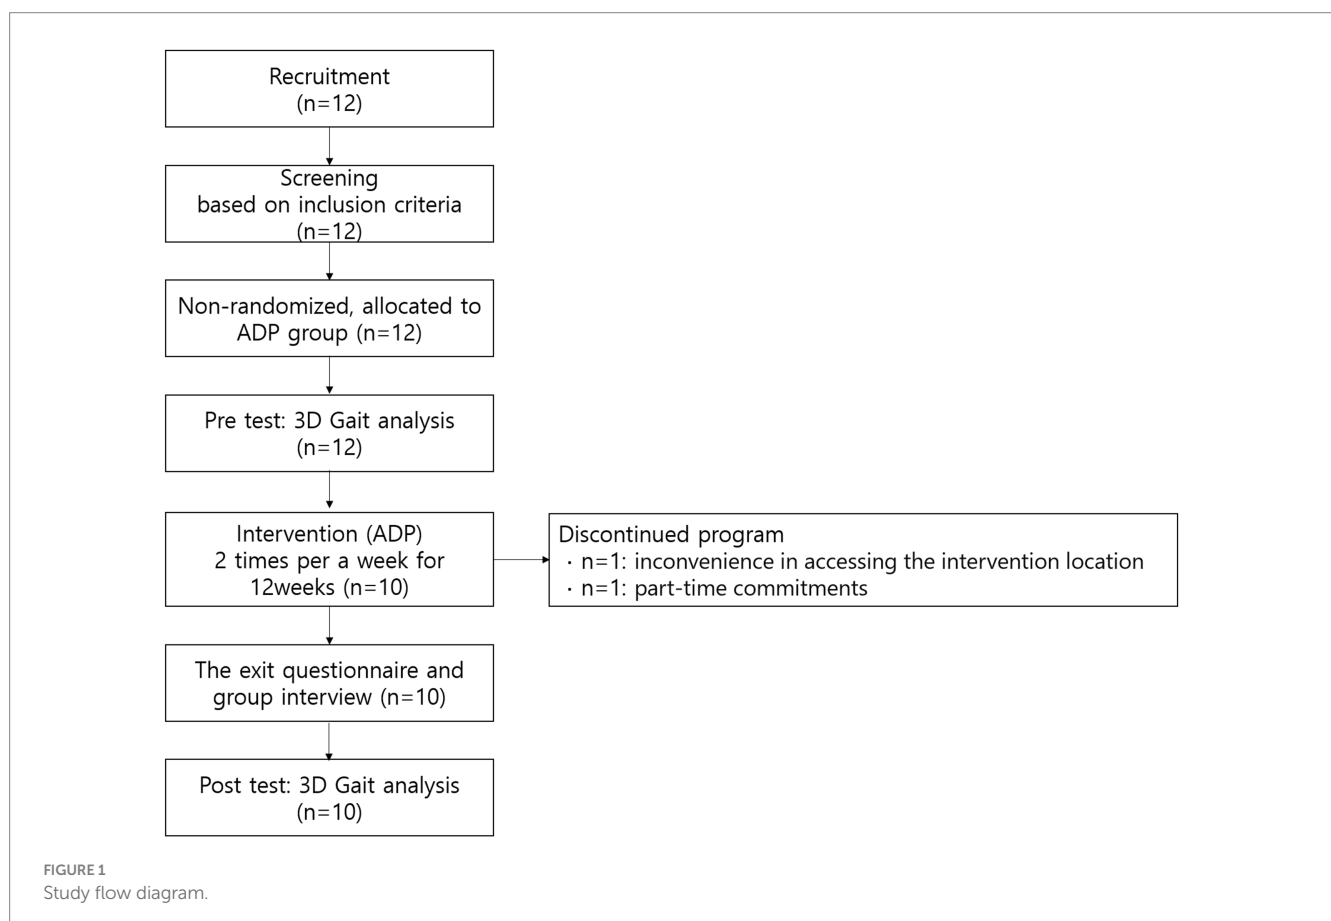 Recruitment
(n=12)
Screening
based on inclusion criteria
(n=12)
Non-randomized, allocated to
ADP group (n=12)
Pre test: 3D Gait analysis
(n=12)
Intervention (ADP)
2 times per a week for
12weeks (n=10)
Discontinued program
· n=1: inconvenience in accessing the intervention location
· n=1: part-time commitments
The exit questionnaire and
group interview (n=10)
Post test: 3D Gait analysis
(n=10)
FIGURE 1
Study flow diagram.